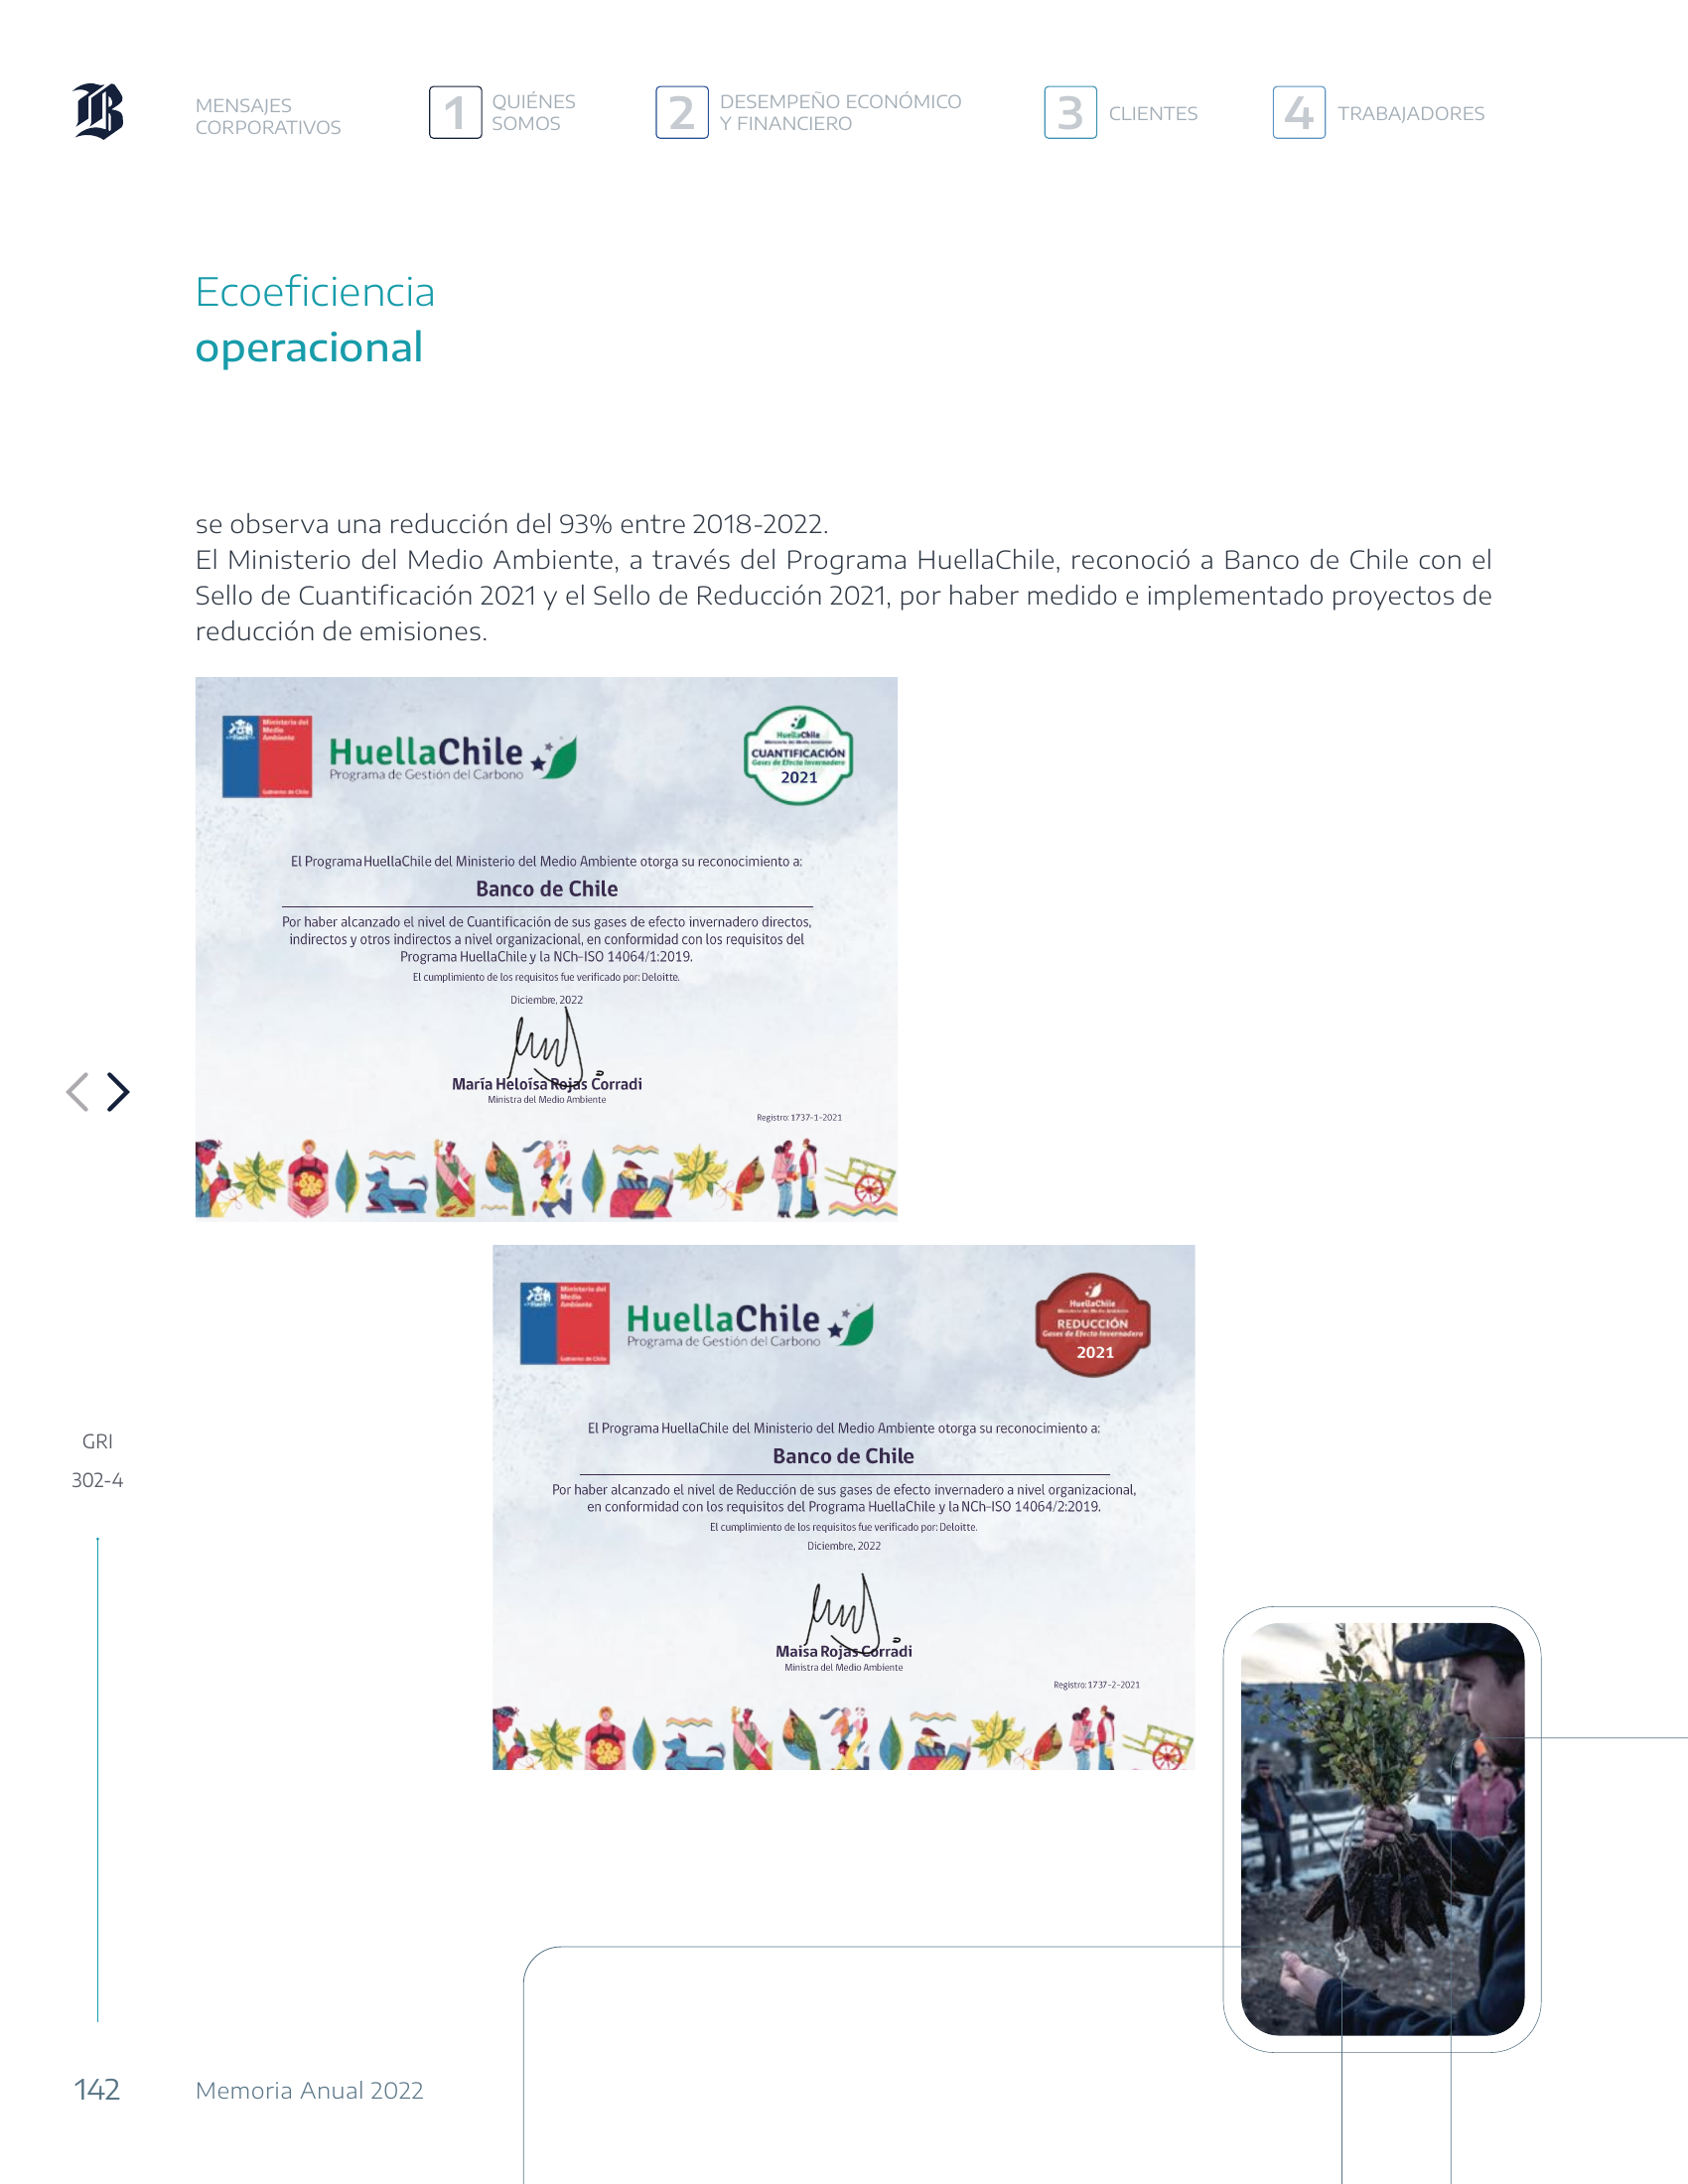 MENSAJES
CORPORATIVOS
1 QUIÉNES
SOMOS
2 DESEMPEÑO ECONÓMICO
Y FINANCIERO
3 CLIENTES
4 TRABAJADORES
Ecoeficiencia
operacional
se observa una reducción del 93% entre 2018-2022.
El Ministerio del Medio Ambiente, a través del Programa HuellaChile, reconoció a Banco de Chile con el
Sello de Cuantificación 2021 y el Sello de Reducción 2021, por haber medido e implementado proyectos de
reducción de emisiones.
Ministerio del
Medio
Ambiente
Gobierno de Chile
HuellaChile
Programa de Gestión del Carbono
HuellaChile
Ministerio del Medio Ambiente
CUANTIFICACIÓN
Gases de Efecto Invernadero
2021
El Programa HuellaChile del Ministerio del Medio Ambiente otorga su reconocimiento a:
Banco de Chile
Por haber alcanzado el nivel de Cuantificación de sus gases de efecto invernadero directos,
indirectos y otros indirectos a nivel organizacional, en conformidad con los requisitos del
Programa HuellaChile y la NCh-ISO 14064/1:2019.
El cumplimiento de los requisitos fue verificado por: Deloitte.
Diciembre, 2022
María Heloísa Rojas Corradi
Ministra del Medio Ambiente
Registro: 1737-1-2021
Ministerio del
Medio
Ambiente
Gobierno de Chile
HuellaChile
Programa de Gestión del Carbono
HuellaChile
Ministerio del Medio Ambiente
REDUCCIÓN
Gases de Efecto Invernadero
2021
El Programa HuellaChile del Ministerio del Medio Ambiente otorga su reconocimiento a:
Banco de Chile
Por haber alcanzado el nivel de Reducción de sus gases de efecto invernadero a nivel organizacional,
en conformidad con los requisitos del Programa HuellaChile y la NCh-ISO 14064/2:2019.
El cumplimiento de los requisitos fue verificado por: Deloitte.
Diciembre, 2022
Maisa Rojas Corradi
Ministra del Medio Ambiente
Registro: 1737-2-2021
GRI
302-4
142
Memoria Anual 2022